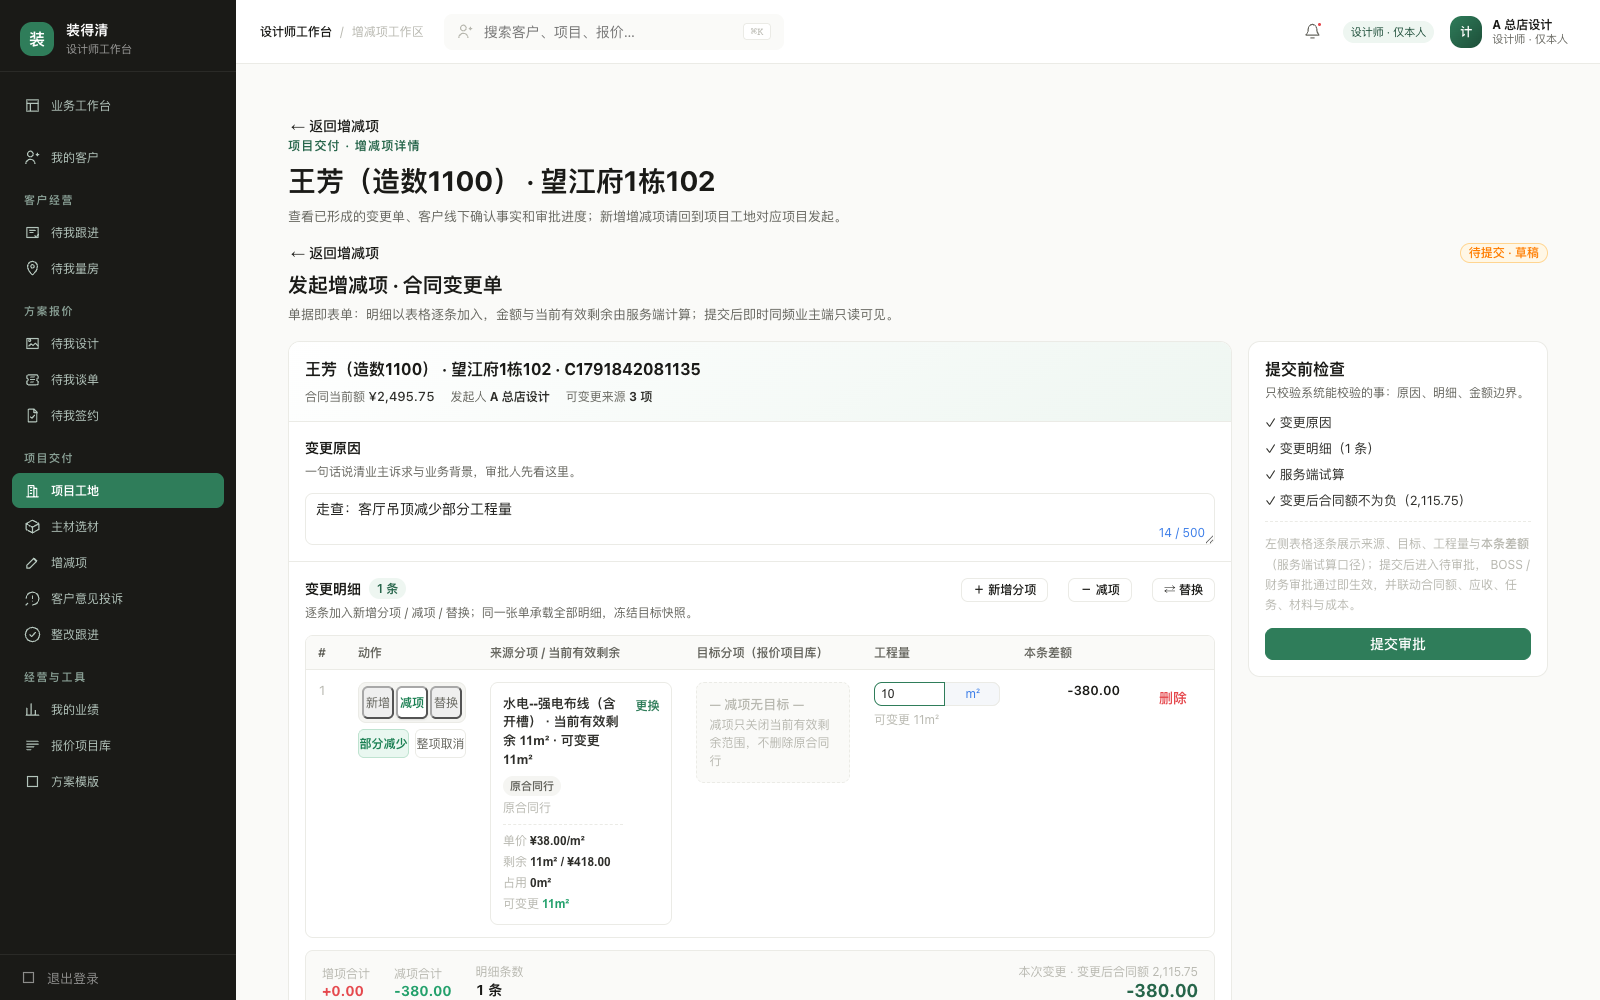 装
装得清
设计师工作台
业务工作台
我的客户
客户经营
待我跟进
待我量房
方案报价
待我设计
待我谈单
待我签约
项目交付
项目工地
主材选材
增减项
客户意见投诉
整改跟进
经营与工具
我的业绩
报价项目库
方案模版
退出登录
设计师工作台 / 增减项工作区
搜索客户、项目、报价...
⌘K
设计师 · 仅本人
计
A 总店设计
设计师 · 仅本人
← 返回增减项
项目交付 · 增减项详情
王芳（造数1100） · 望江府1栋102
查看已形成的变更单、客户线下确认事实和审批进度；新增增减项请回到项目工地对应项目发起。
← 返回增减项
待提交 · 草稿
发起增减项 · 合同变更单
单据即表单：明细以表格逐条加入，金额与当前有效剩余由服务端计算；提交后即时同频业主端只读可见。
王芳（造数1100） · 望江府1栋102 · C1791842081135
合同当前额 ¥2,495.75 发起人 A 总店设计 可变更来源 3 项
变更原因
一句话说清业主诉求与业务背景，审批人先看这里。
走查：客厅吊顶减少部分工程量
14 / 500
变更明细 1 条
＋ 新增分项
－ 减项
⇄ 替换
逐条加入新增分项 / 减项 / 替换；同一张单承载全部明细，冻结目标快照。
# 动作 来源分项 / 当前有效剩余 目标分项（报价项目库） 工程量 本条差额
1
新增 减项 替换
部分减少 整项取消
水电--强电布线（含
开槽） · 当前有效剩
余 11m² · 可变更
11m²
更换
原合同行
原合同行
单价 ¥38.00/m²
剩余 11m² / ¥418.00
占用 0m²
可变更 11m²
— 减项无目标 —
减项只关闭当前有效剩
余范围，不删除原合同
行
10 m²
可变更 11m²
-380.00
删除
增项合计
+0.00
减项合计
-380.00
明细条数
1 条
本次变更 · 变更后合同额 2,115.75
-380.00
提交前检查
只校验系统能校验的事：原因、明细、金额边界。
✓ 变更原因
✓ 变更明细（1 条）
✓ 服务端试算
✓ 变更后合同额不为负（2,115.75）
左侧表格逐条展示来源、目标、工程量与本条差额
（服务端试算口径）；提交后进入待审批， BOSS /
财务审批通过即生效，并联动合同额、应收、任
务、材料与成本。
提交审批